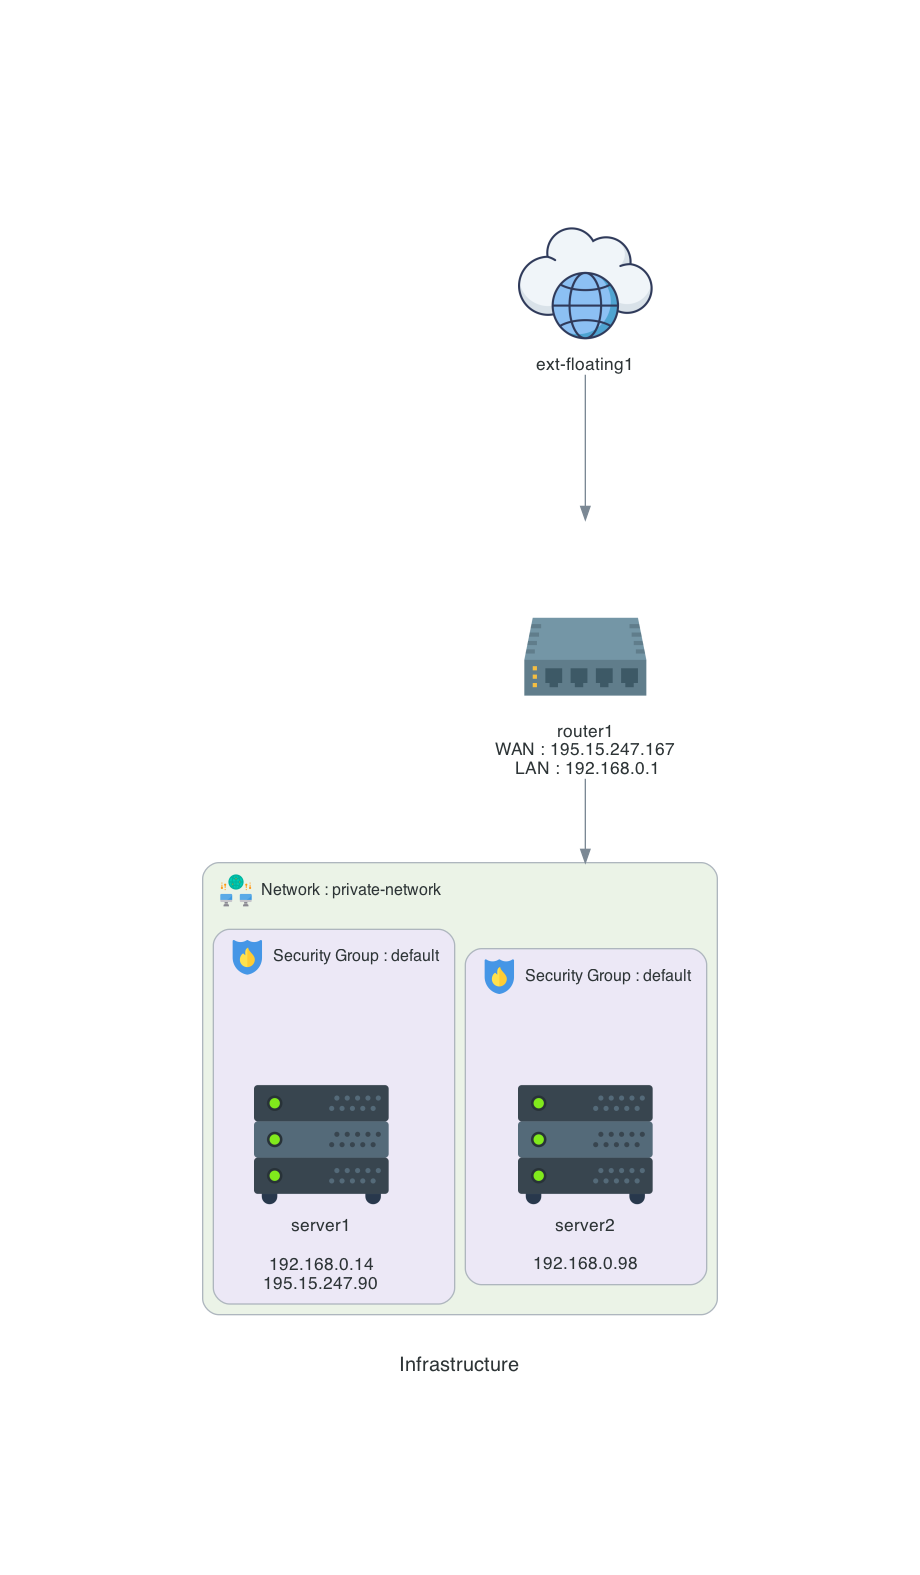 ext-floating1
router1
WAN : 195.15.247.167
LAN : 192.168.0.1
Network : private-network
Security Group : default
Security Group : default
server1
192.168.0.14
195.15.247.90
server2
192.168.0.98
Infrastructure